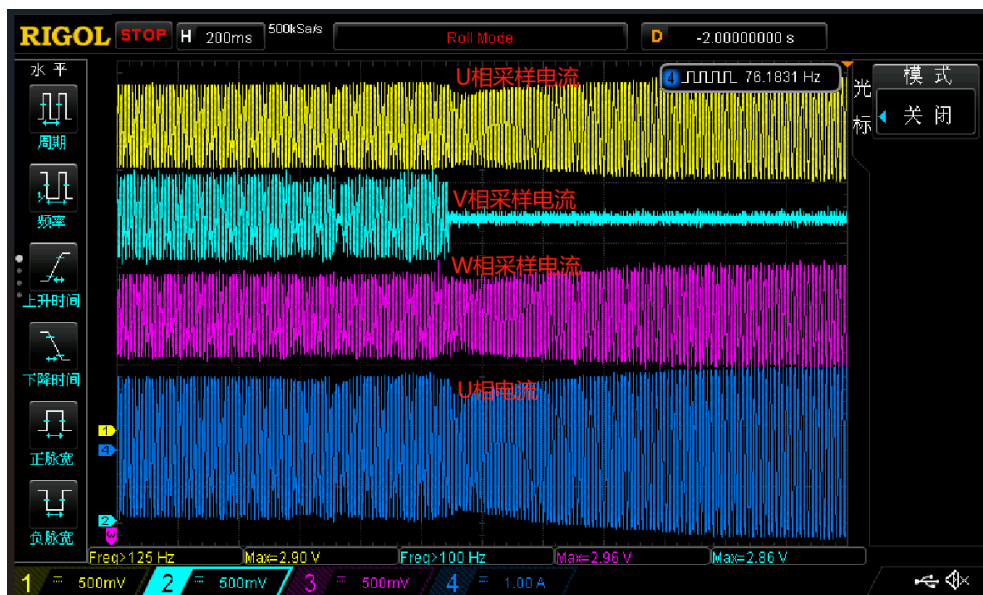 RIGOL STOP H 200ms 500kSa/s Roll Mode D -2.00000000 s
水平
周期
频率
上升时间
下降时间
正脉宽
负脉宽
U相采样电流
4 76.1831 Hz
V相采样电流
W相采样电流
U相电流
1
4
2
光标
模式
关闭
Freq>125 Hz Max=2.90 V Freq>100 Hz Max=2.96 V Max=2.86 V
1 500mV 2 500mV 3 500mV 4 1.00 A